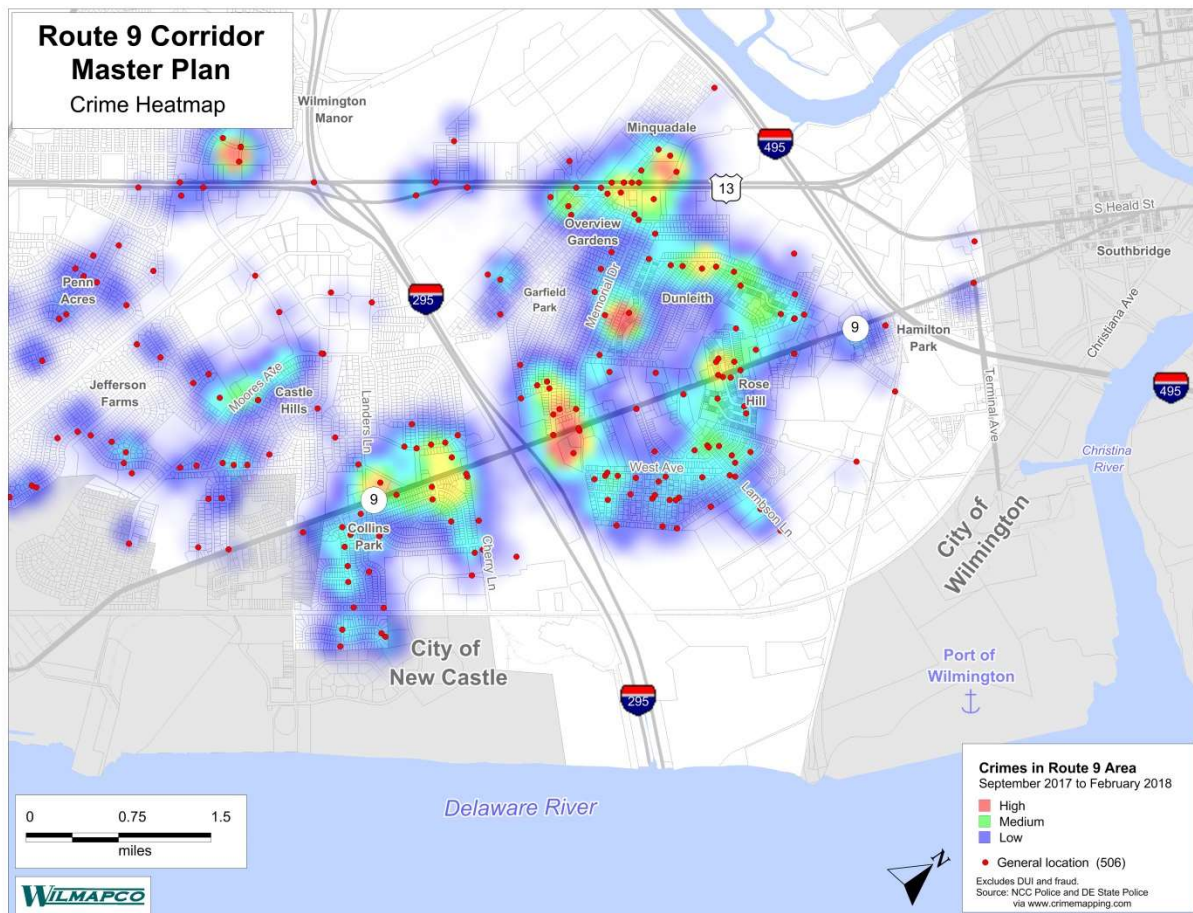 Route 9 Corridor
Master Plan
Crime Heatmap
Wilmington
Manor
Minquadale
495
13
S Heald St
Southbridge
Overview
Gardens
Penn
Acres
295
Garfield
Park
Memorial Dr
Dunleith
9
Hamilton
Park
Christiana Ave
Jefferson
Farms
Moores Ave
Castle
Hills
Landers Ln
Rose
Hill
Terminal Ave
495
Christina
River
West Ave
9
Collins
Park
Lambson Ln
City of
Wilmington
Cherry Ln
City of
New Castle
Port of
Wilmington
295
Delaware River
0 0.75 1.5
miles
WILMAPCO
N
Crimes in Route 9 Area
September 2017 to February 2018
High
Medium
Low
General location (506)
Excludes DUI and fraud.
Source: NCC Police and DE State Police
via www.crimemapping.com